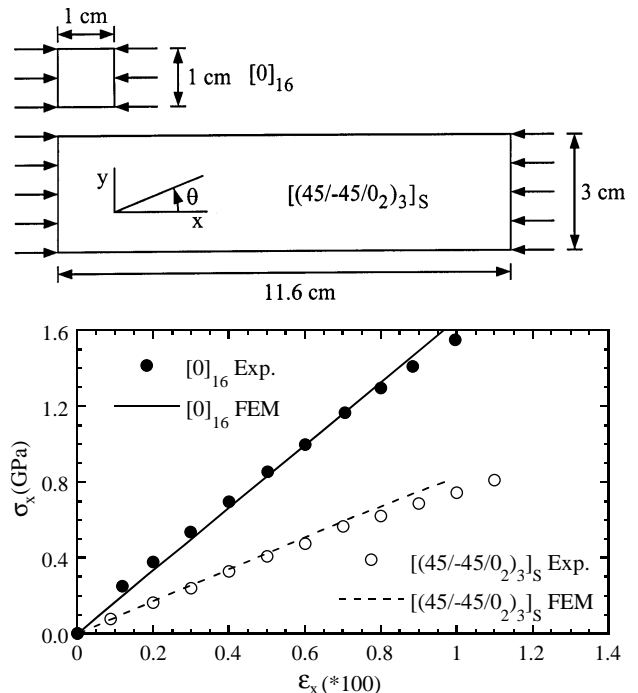 1 cm
1 cm [0]16
y
θ
x
[(45/-45/02)3]S
3 cm
11.6 cm
1.6
1.2
0.8
0.4
0.0
σx(GPa)
[0]16 Exp.
[0]16 FEM
[(45/-45/02)3]S Exp.
[(45/-45/02)3]S FEM
0 0.2 0.4 0.6 0.8 1 1.2 1.4
εx (*100)